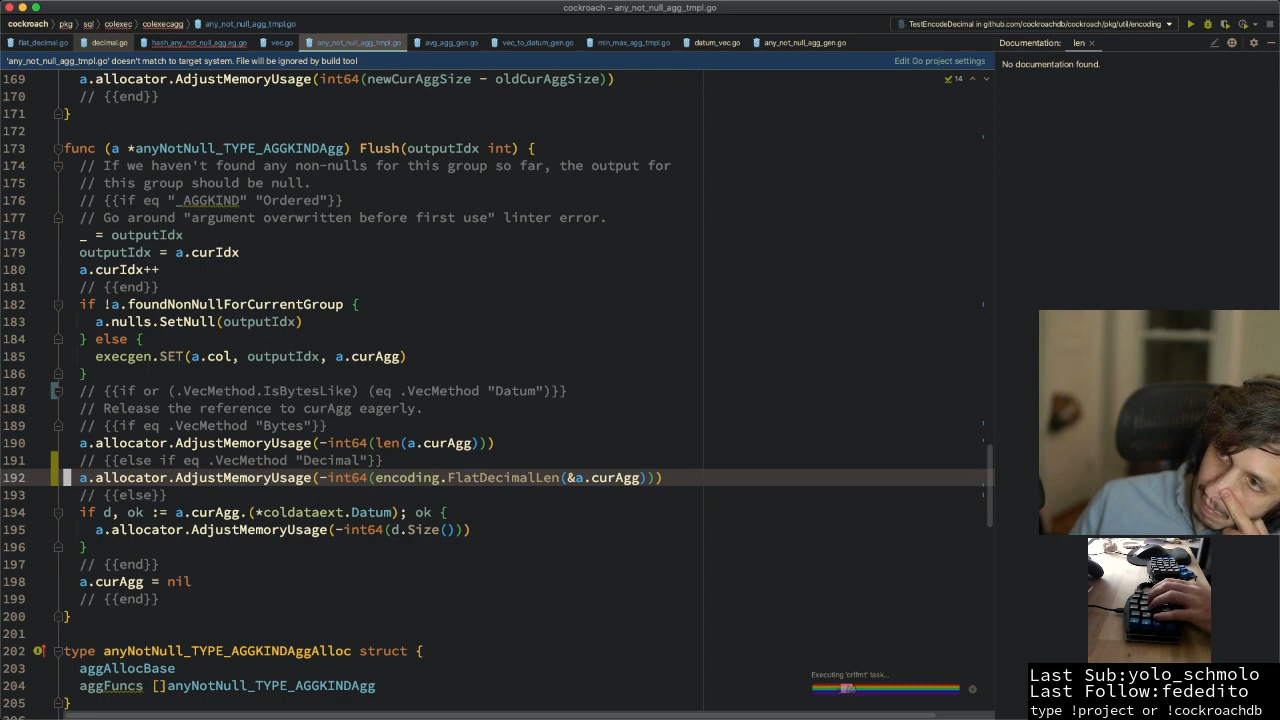 cockroach – any_not_null_agg_tmpl.go
cockroach › pkg › sql › colexec › colexecagg › any_not_null_agg_tmpl.go
TestEncodeDecimal in github.com/cockroachdb/cockroach/pkg/util/encoding
flat_decimal.go decimal.go hash_any_not_null_agg.eg.go vec.go any_not_null_agg_tmpl.go avg_agg_gen.go vec_to_datum_gen.go min_max_agg_tmpl.go datum_vec.go any_not_null_agg_gen.go
Documentation: len ×
'any_not_null_agg_tmpl.go' doesn't match to target system. File will be ignored by build tool
Edit Go project settings
No documentation found.
14
169 a.allocator.AdjustMemoryUsage(int64(newCurAggSize - oldCurAggSize))
170 // {{end}}
171 }
172
173 func (a *anyNotNull_TYPE_AGGKINDAgg) Flush(outputIdx int) {
174 // If we haven't found any non-nulls for this group so far, the output for
175 // this group should be null.
176 // {{if eq "_AGGKIND" "Ordered"}}
177 // Go around "argument overwritten before first use" linter error.
178 _ = outputIdx
179 outputIdx = a.curIdx
180 a.curIdx++
181 // {{end}}
182 if !a.foundNonNullForCurrentGroup {
183 a.nulls.SetNull(outputIdx)
184 } else {
185 execgen.SET(a.col, outputIdx, a.curAgg)
186 }
187 // {{if or (.VecMethod.IsBytesLike) (eq .VecMethod "Datum")}}
188 // Release the reference to curAgg eagerly.
189 // {{if eq .VecMethod "Bytes"}}
190 a.allocator.AdjustMemoryUsage(-int64(len(a.curAgg)))
191 // {{else if eq .VecMethod "Decimal"}}
192 a.allocator.AdjustMemoryUsage(-int64(encoding.FlatDecimalLen(&a.curAgg)))
193 // {{else}}
194 if d, ok := a.curAgg.(*coldataext.Datum); ok {
195 a.allocator.AdjustMemoryUsage(-int64(d.Size()))
196 }
197 // {{end}}
198 a.curAgg = nil
199 // {{end}}
200 }
201
202 type anyNotNull_TYPE_AGGKINDAggAlloc struct {
203 aggAllocBase
204 aggFuncs []anyNotNull_TYPE_AGGKINDAgg
205 }
Executing 'crlfmt' task...
Last Sub:yolo_schmolo
Last Follow:fededito
type !project or !cockroachdb